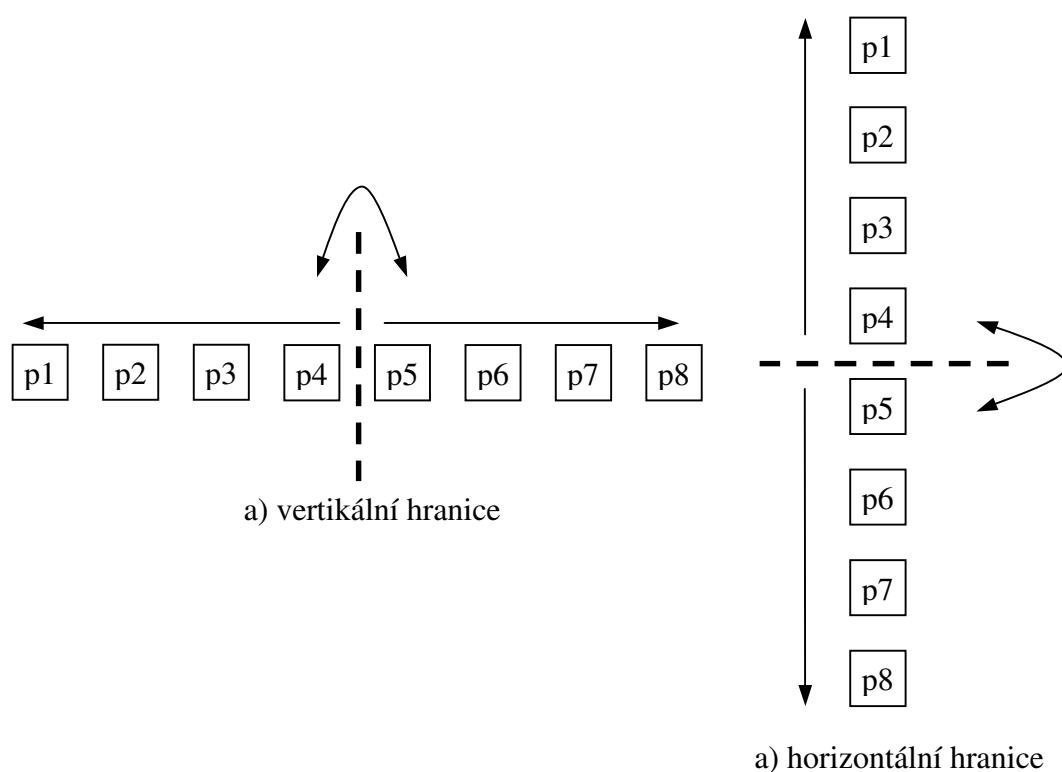 p1 p2 p3 p4 p5 p6 p7 p8
a) vertikální hranice
p1
p2
p3
p4
p5
p6
p7
p8
a) horizontální hranice